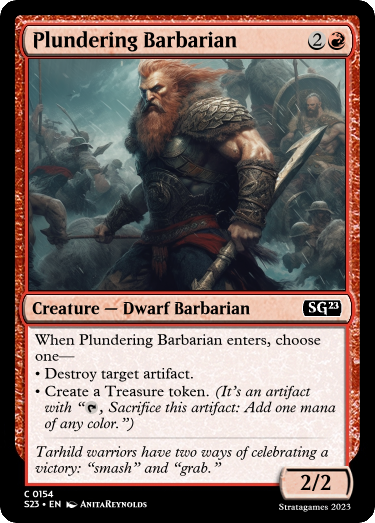 Plundering Barbarian 2
Creature — Dwarf Barbarian SG23
When Plundering Barbarian enters, choose
one—
• Destroy target artifact.
• Create a Treasure token. (It's an artifact
with “, Sacrifice this artifact: Add one mana
of any color.”)
Tarhild warriors have two ways of celebrating a
victory: “smash” and “grab.”
2/2
C 0154
S23 • EN AnitaReynolds
Stratagames 2023